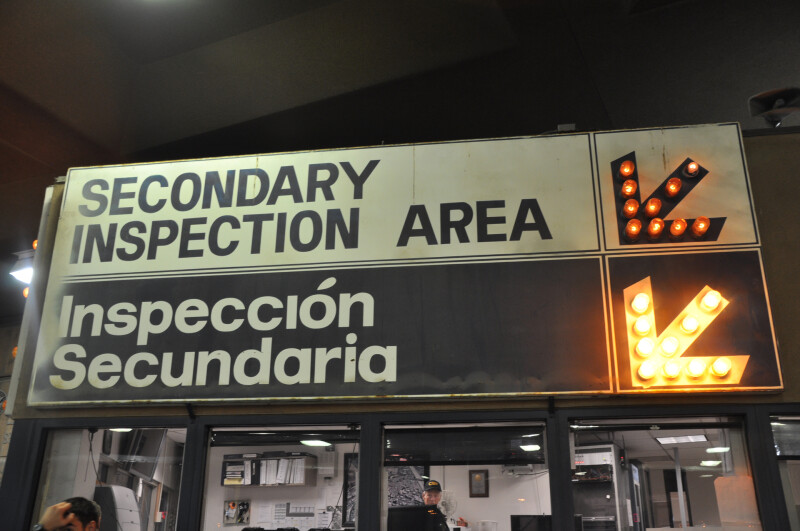 SECONDARY
INSPECTION AREA
Inspección
Secundaria